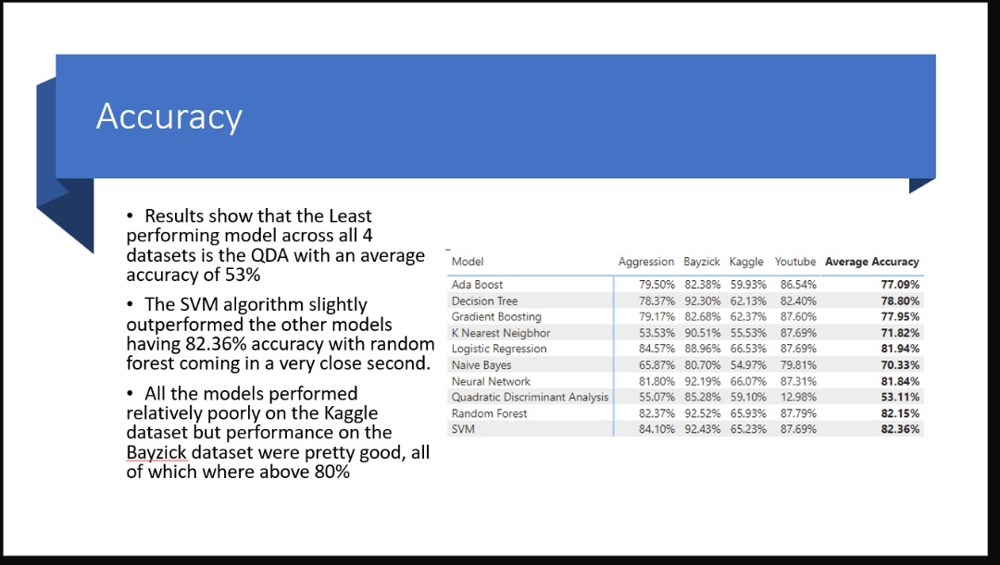 Accuracy
• Results show that the Least
performing model across all 4
datasets is the QDA with an average
accuracy of 53%
• The SVM algorithm slightly
outperformed the other models
having 82.36% accuracy with random
forest coming in a very close second.
• All the models performed
relatively poorly on the Kaggle
dataset but performance on the
Bayzick dataset were pretty good, all
of which where above 80%
Model Aggression Bayzick Kaggle Youtube Average Accuracy
Ada Boost 79.50% 82.38% 59.93% 86.54% 77.09%
Decision Tree 78.37% 92.30% 62.13% 82.40% 78.80%
Gradient Boosting 79.17% 82.68% 62.37% 87.60% 77.95%
K Nearest Neigbhor 53.53% 90.51% 55.53% 87.69% 71.82%
Logistic Regression 84.57% 88.96% 66.53% 87.69% 81.94%
Naive Bayes 65.87% 80.70% 54.97% 79.81% 70.33%
Neural Network 81.80% 92.19% 66.07% 87.31% 81.84%
Quadratic Discriminant Analysis 55.07% 85.28% 59.10% 12.98% 53.11%
Random Forest 82.37% 92.52% 65.93% 87.79% 82.15%
SVM 84.10% 92.43% 65.23% 87.69% 82.36%